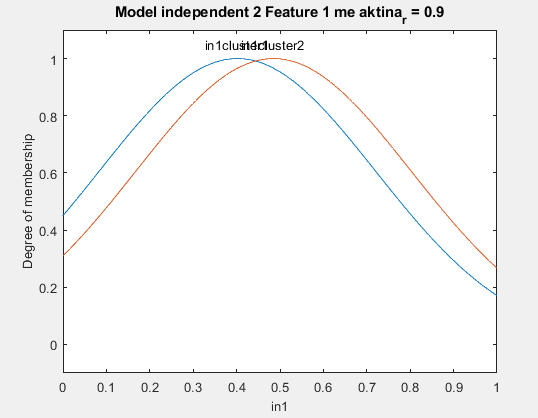 Model independent 2 Feature 1 me aktina_r = 0.9
in1cluster1 in1cluster2
1
0.8
0.6
0.4
0.2
0
Degree of membership
0 0.1 0.2 0.3 0.4 0.5 0.6 0.7 0.8 0.9 1
in1